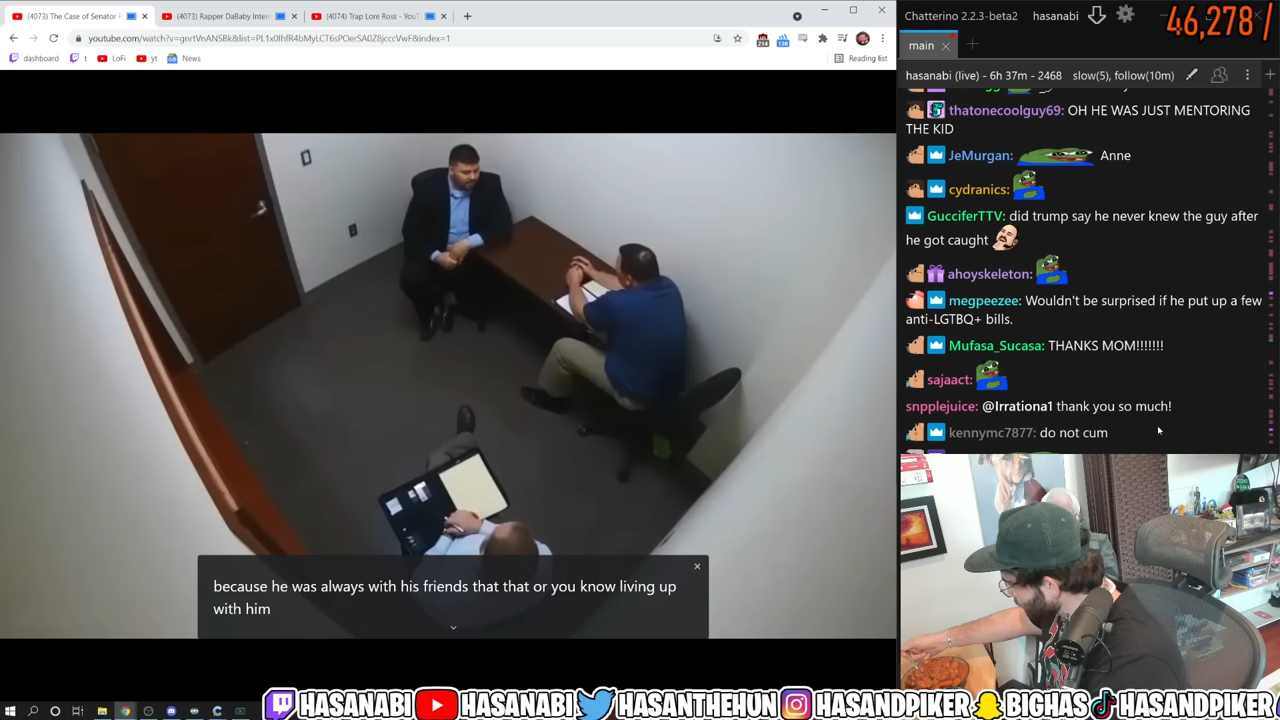 (4073) The Case of Senator R
(4073) Rapper DaBaby Inter
(4074) Trap Lore Ross - YouT
youtube.com/watch?v=gnrtVnANSBk&list=PL1x0IhfR4bMyLCT6sPOerSA0Z8jcccVwF&index=1
dashboard
t
LoFi
yt
News
Reading list
214
138
Chatterino 2.2.3-beta2
hasanabi
46,278 /
main
hasanabi (live) - 6h 37m - 2468
slow(5), follow(10m)
thatonecoolguy69: OH HE WAS JUST MENTORING
THE KID
JeMurgan: Anne
cydranics:
GucciferTTV: did trump say he never knew the guy after
he got caught
ahoyskeleton:
megpeezee: Wouldn't be surprised if he put up a few
anti-LGTBQ+ bills.
Mufasa_Sucasa: THANKS MOM!!!!!!!
sajaact:
snpplejuice: @Irrationa1 thank you so much!
kennymc7877: do not cum
because he was always with his friends that that or you know living up
with him
HASANABI
HASANABI
HASANTHEHUN
HASANDPIKER
BIGHAS
HASANDPIKER